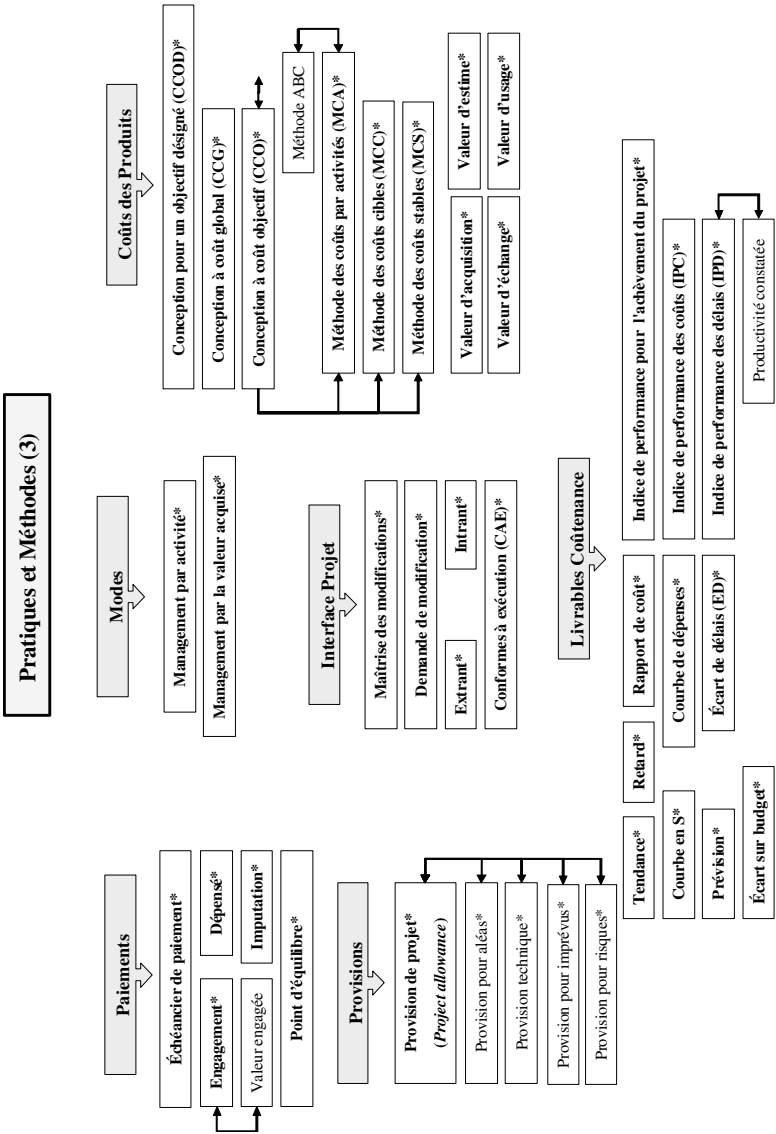 Pratiques et Méthodes (3)
Paiements
Échéancier de paiement*
Engagement*
Dépensé*
Valeur engagée
Imputation*
Point d'équilibre*
Modes
Management par activité*
Management par la valeur acquise*
Coûts des Produits
Conception pour un objectif désigné (CCOD)*
Conception à coût global (CCG)*
Conception à coût objectif (CCO)*
Méthode ABC
Méthode des coûts par activités (MCA)*
Méthode des coûts cibles (MCC)*
Méthode des coûts stables (MCS)*
Valeur d'acquisition*
Valeur d'estime*
Valeur d'échange*
Valeur d'usage*
Provisions
Provision de projet*
(Project allowance)
Provision pour aléas*
Provision technique*
Provision pour imprévus*
Provision pour risques*
Interface Projet
Maîtrise des modifications*
Demande de modification*
Extrant*
Intrant*
Conformes à exécution (CAE)*
Livrables Coûtenance
Tendance*
Retard*
Rapport de coût*
Indice de performance pour l'achèvement du projet*
Courbe en S*
Courbe de dépenses*
Indice de performance des coûts (IPC)*
Prévision*
Écart de délais (ED)*
Indice de performance des délais (IPD)*
Écart sur budget*
Productivité constatée